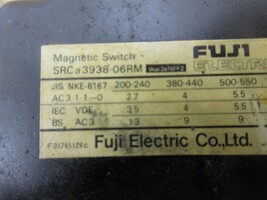 Magnetic Switch
FUJI
SRCa3938-06RM
ELECTRIC
JIS NKE-8167 200-240 380-440 500-550
AC3 1 1-0 2.7 4 5.5
IEC VDE 3.5 4 5.5
BS AC3 13 9 9
Fuji Electric Co.,Ltd.